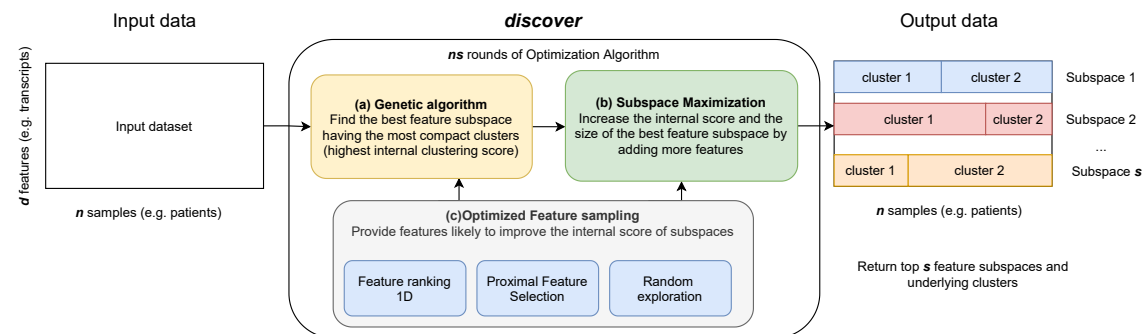 Input data
discover
Output data
d features (e.g. transcripts)
Input dataset
n samples (e.g. patients)
ns rounds of Optimization Algorithm
(a) Genetic algorithm
Find the best feature subspace
having the most compact clusters
(highest internal clustering score)
(b) Subspace Maximization
Increase the internal score and the
size of the best feature subspace by
adding more features
(c)Optimized Feature sampling
Provide features likely to improve the internal score of subspaces
Feature ranking
1D
Proximal Feature
Selection
Random
exploration
cluster 1
cluster 2
Subspace 1
cluster 1
cluster 2
Subspace 2
...
cluster 1
cluster 2
Subspace s
n samples (e.g. patients)
Return top s feature subspaces and
underlying clusters